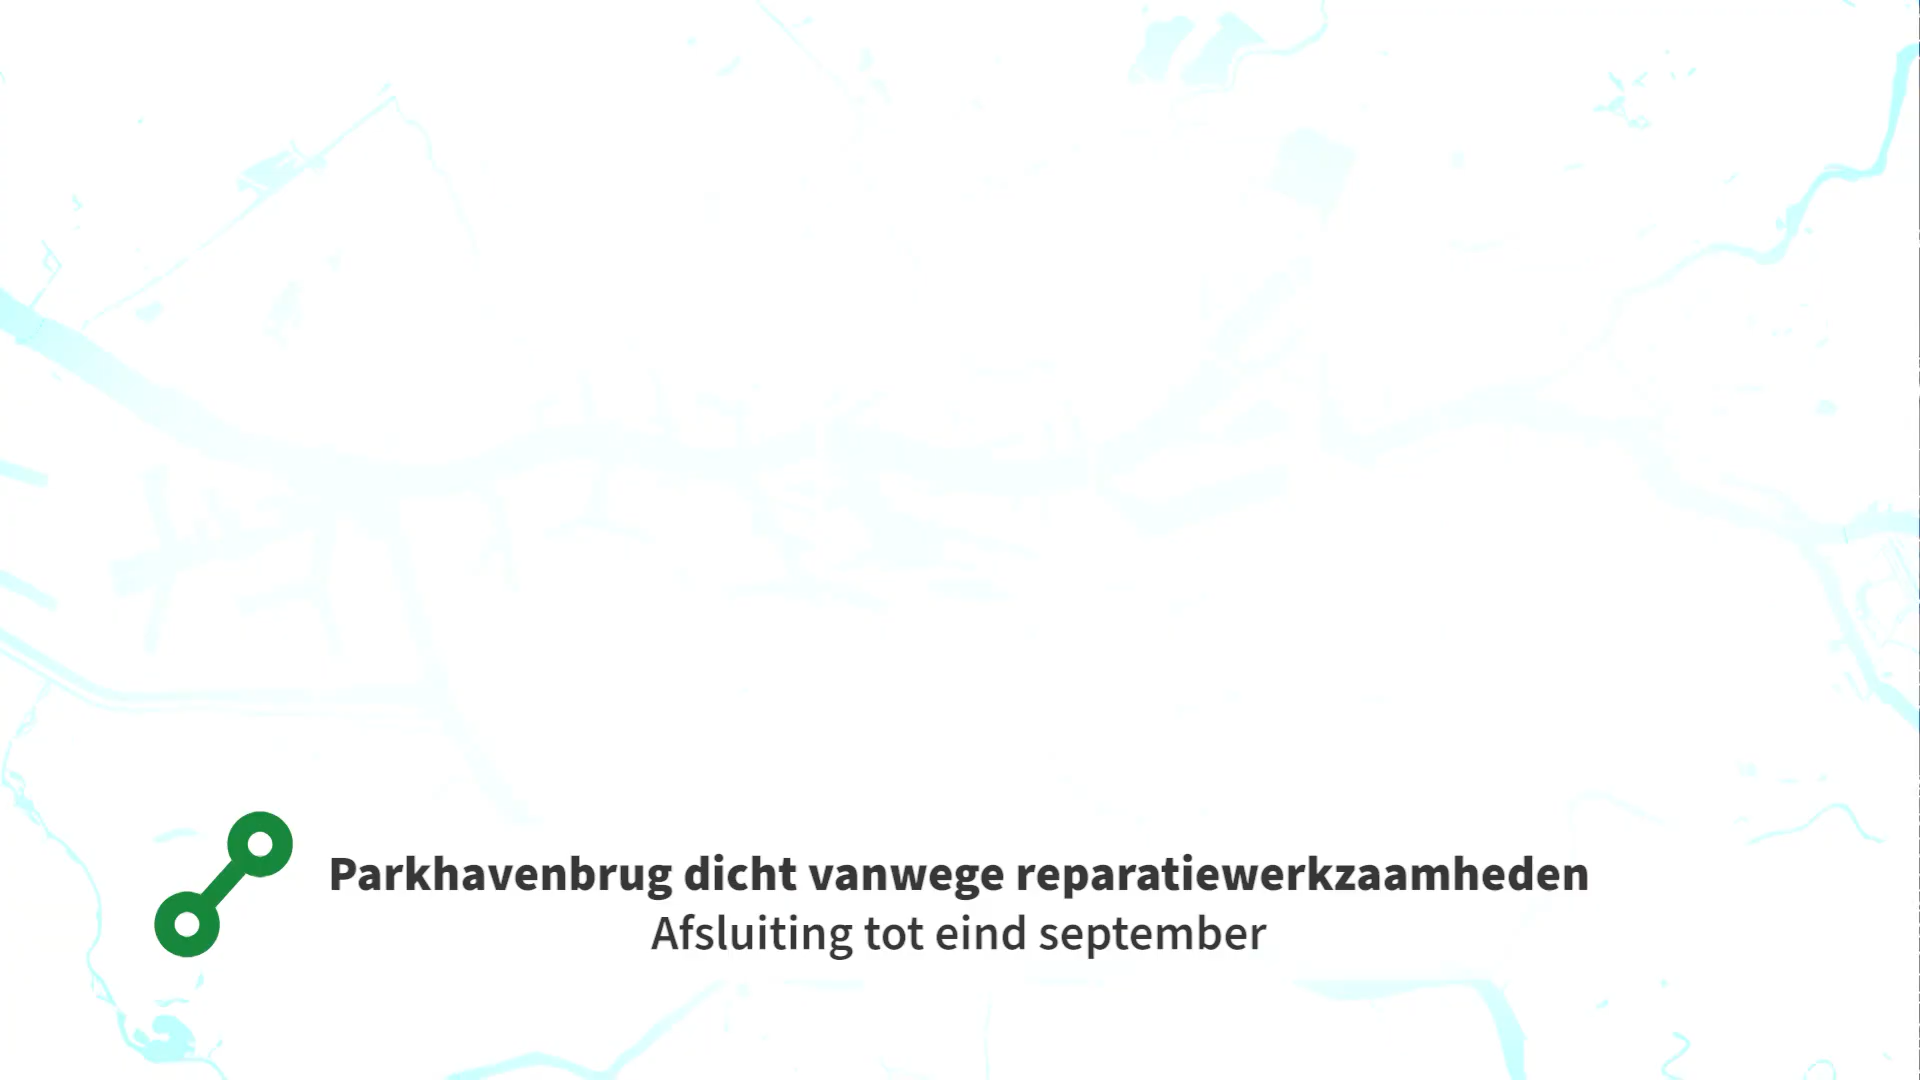 Parkhavenbrug dicht vanwege reparatiewerkzaamheden
Afsluiting tot eind september